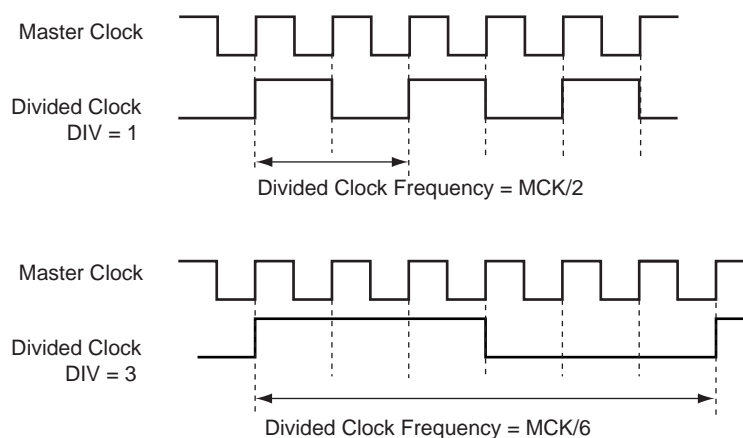 Master Clock
Divided Clock
DIV = 1
Divided Clock Frequency = MCK/2
Master Clock
Divided Clock
DIV = 3
Divided Clock Frequency = MCK/6